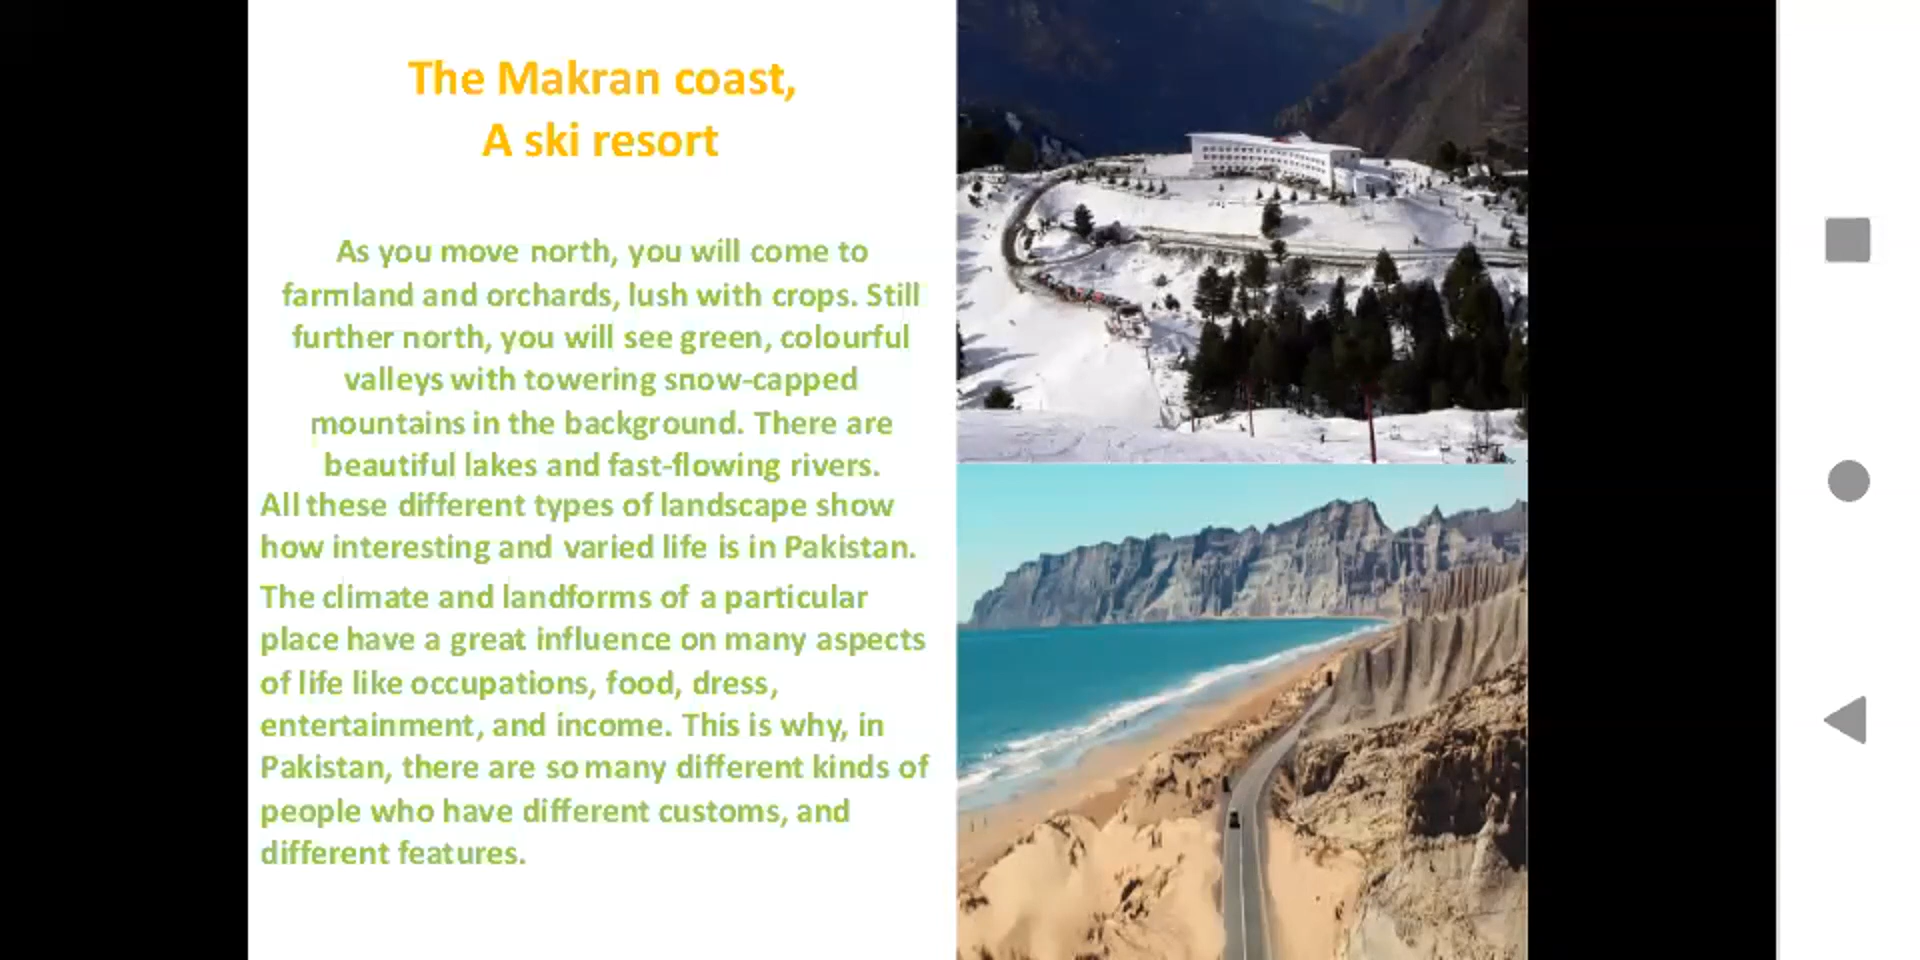 The Makran coast,
A ski resort
As you move north, you will come to
farmland and orchards, lush with crops. Still
further north, you will see green, colourful
valleys with towering snow-capped
mountains in the background. There are
beautiful lakes and fast-flowing rivers.
All these different types of landscape show
how interesting and varied life is in Pakistan.
The climate and landforms of a particular
place have a great influence on many aspects
of life like occupations, food, dress,
entertainment, and income. This is why, in
Pakistan, there are so many different kinds of
people who have different customs, and
different features.